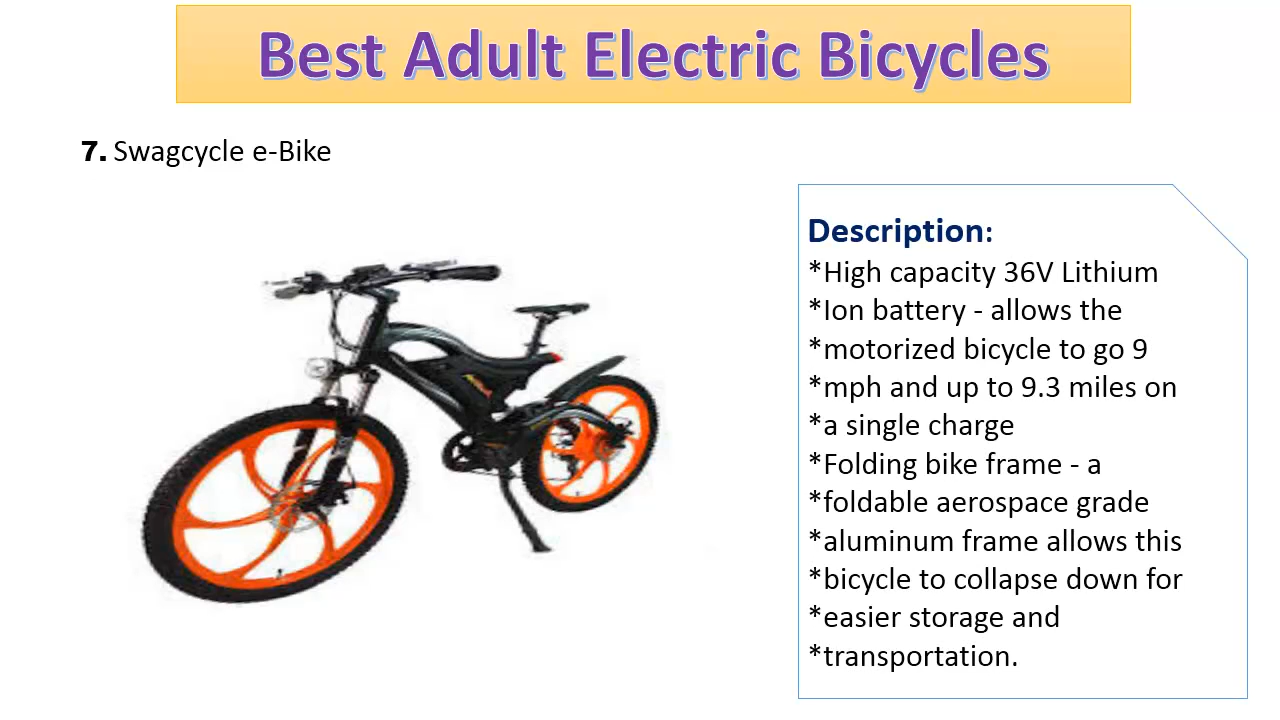 Best Adult Electric Bicycles
7. Swagcycle e-Bike
Description:
*High capacity 36V Lithium
*Ion battery - allows the
*motorized bicycle to go 9
*mph and up to 9.3 miles on
*a single charge
*Folding bike frame - a
*foldable aerospace grade
*aluminum frame allows this
*bicycle to collapse down for
*easier storage and
*transportation.